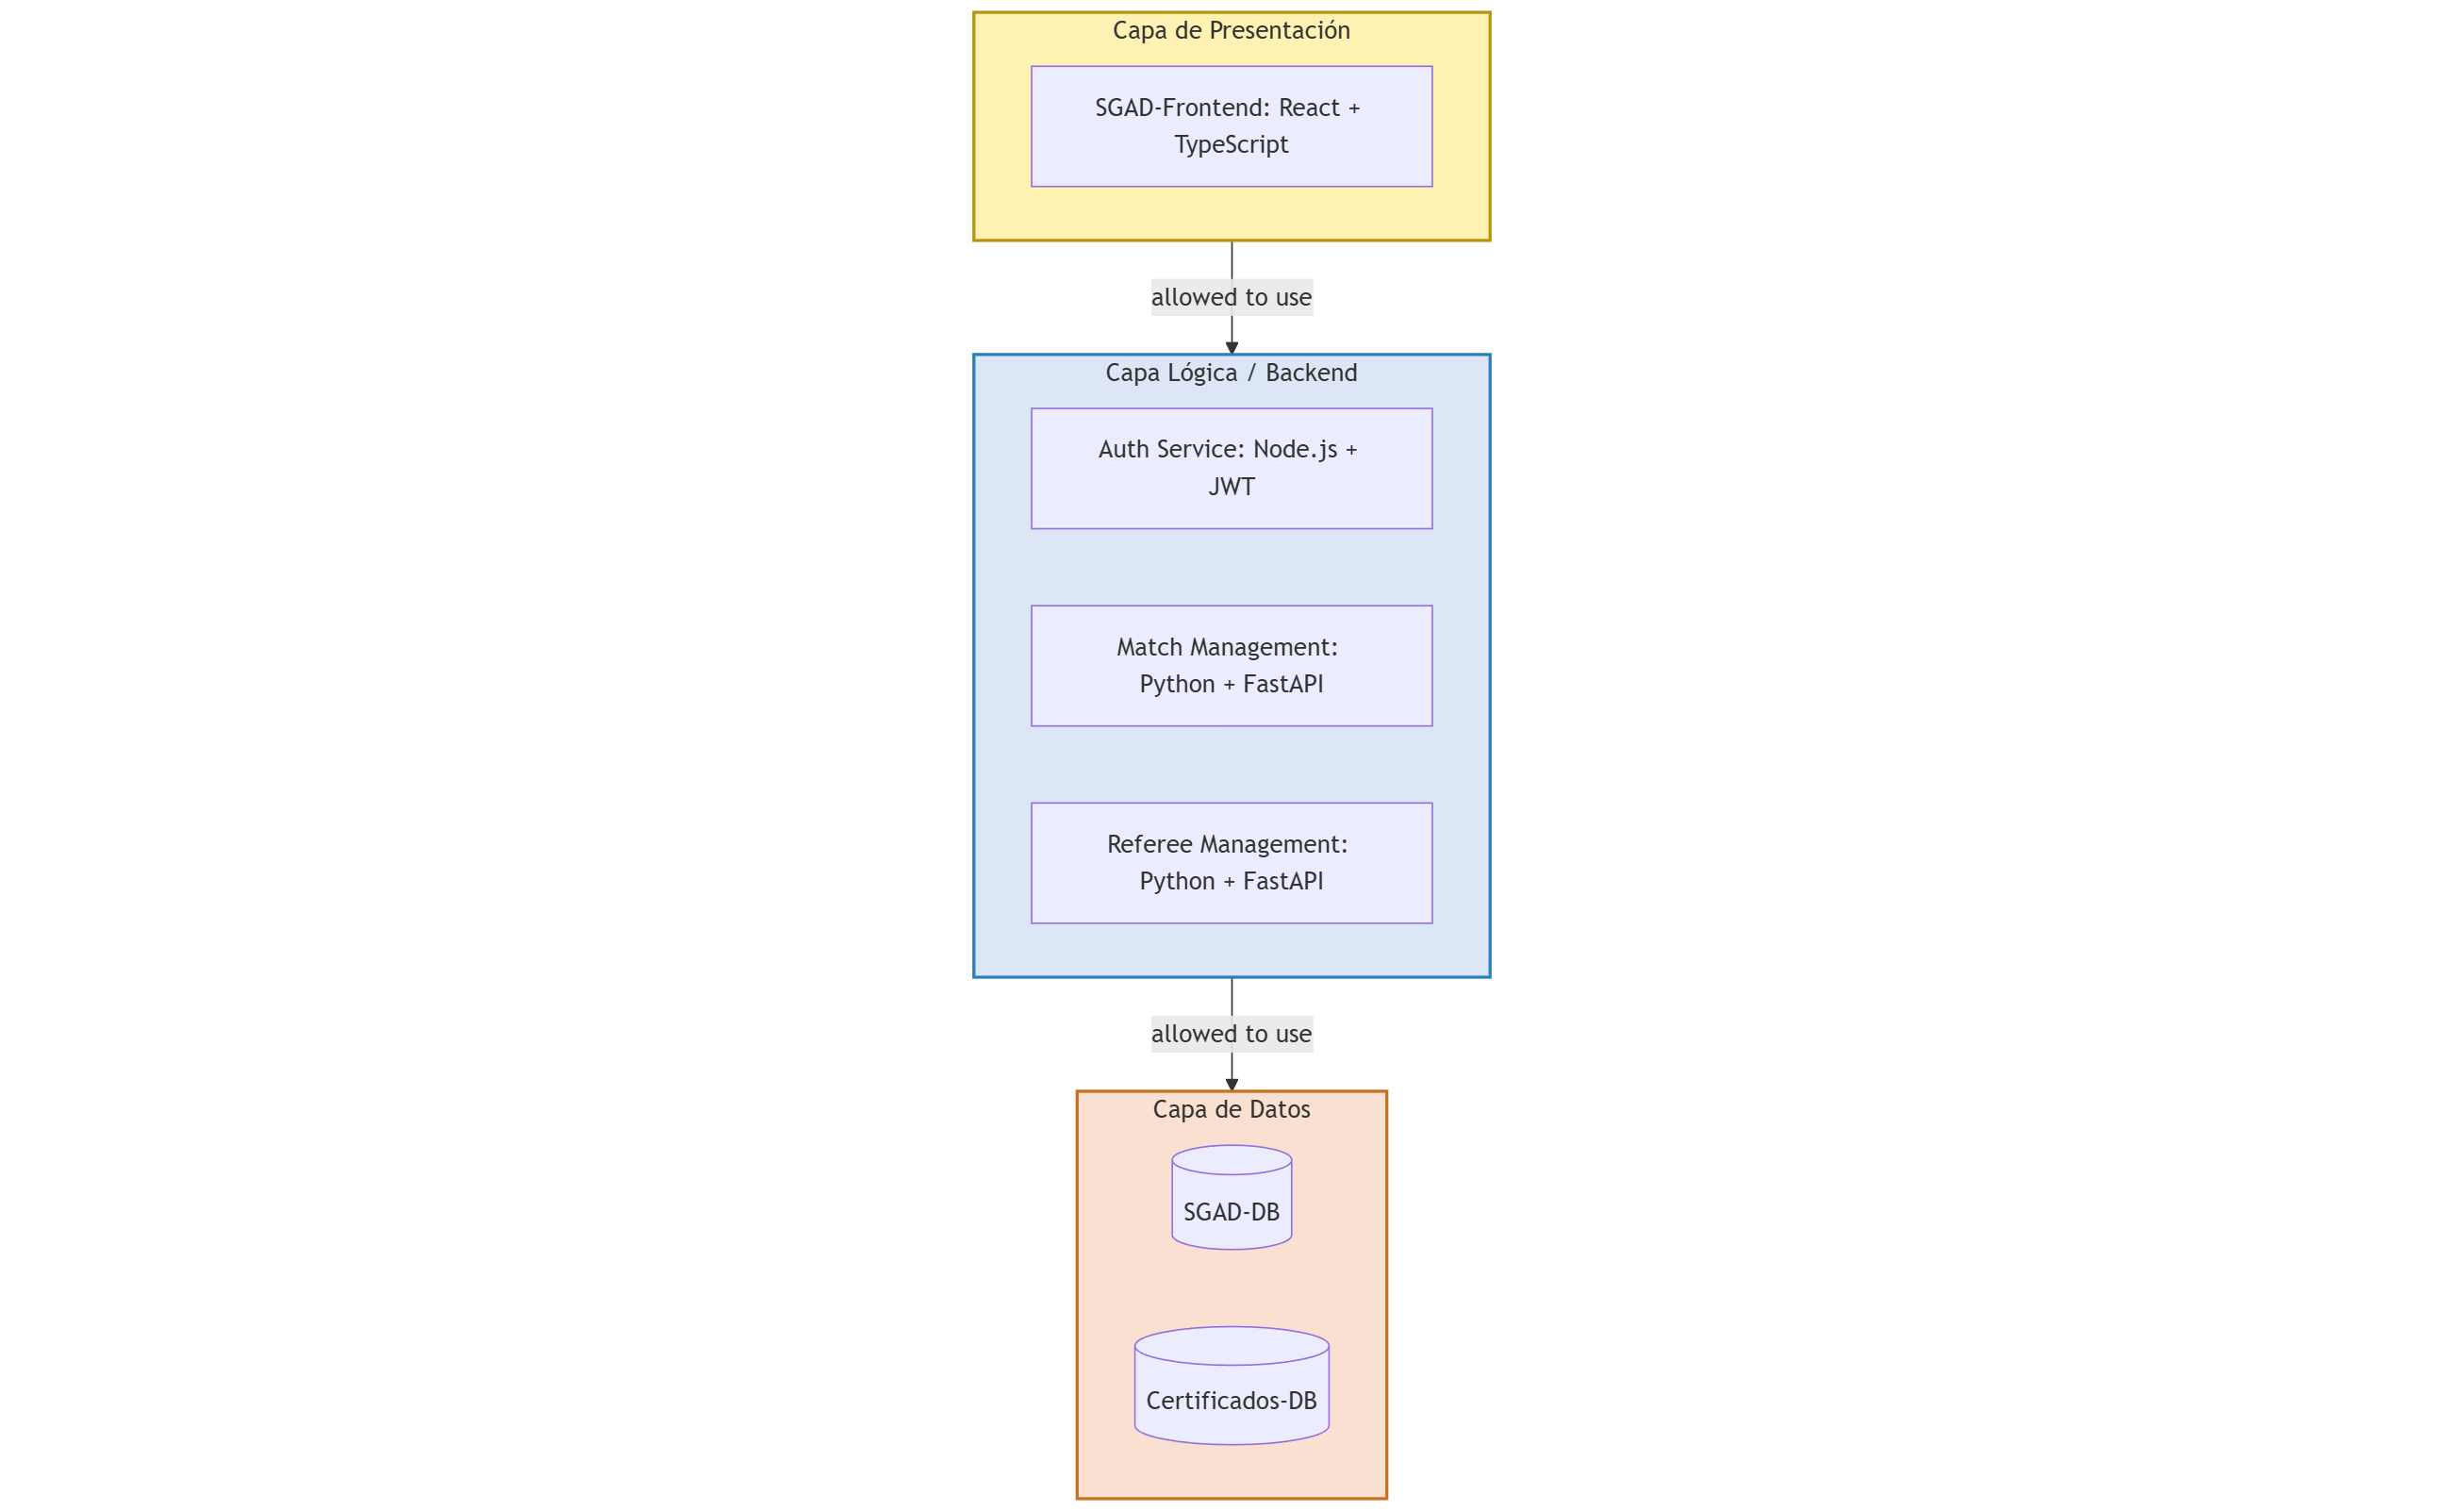 Capa de Presentación
SGAD-Frontend: React +
TypeScript
allowed to use
Capa Lógica / Backend
Auth Service: Node.js +
JWT
Match Management:
Python + FastAPI
Referee Management:
Python + FastAPI
allowed to use
Capa de Datos
SGAD-DB
Certificados-DB